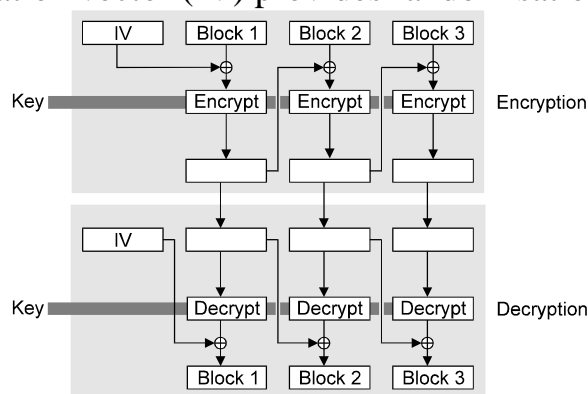 IV Block 1 Block 2 Block 3
Key Encrypt Encrypt Encrypt Encryption
IV
Key Decrypt Decrypt Decrypt Decryption
Block 1 Block 2 Block 3